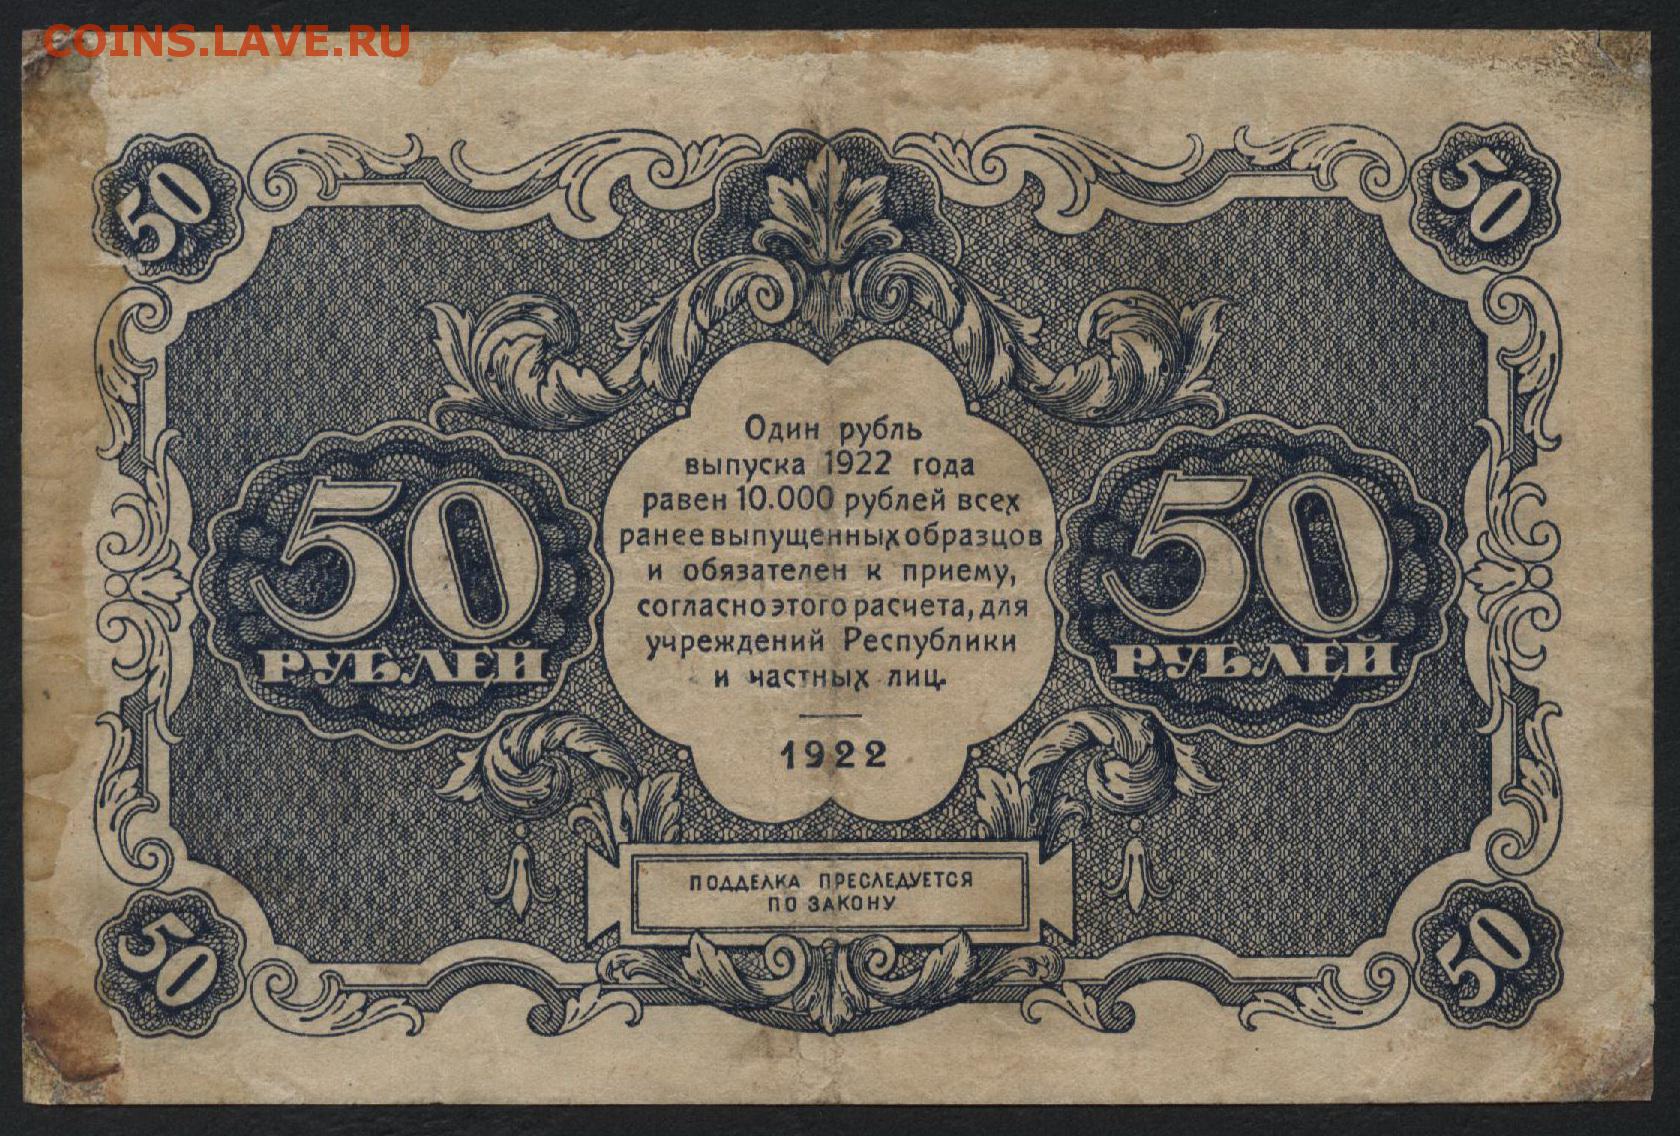 COINS.LAVE.RU
50
50
Один рубль
выпуска 1922 года
равен 10.000 рублей всех
ранее выпущенных образцов
и обязателен к приему,
согласно этого расчета, для
учреждений Республики
и частных лиц.
1922
50
РУБЛЕЙ
50
РУБЛЕЙ
ПОДДЕЛКА ПРЕСЛЕДУЕТСЯ
ПО ЗАКОНУ
50
50